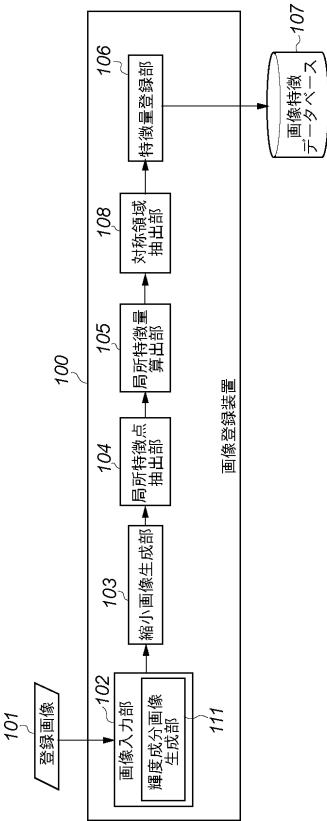 100
101
登録画像
102
画像入力部
輝度成分画像
生成部
111
103
縮小画像生成部
104
局所特徴点
抽出部
105
局所特徴量
算出部
108
対称領域
抽出部
106
特徴量登録部
画像登録装置
107
画像特徴
データベース